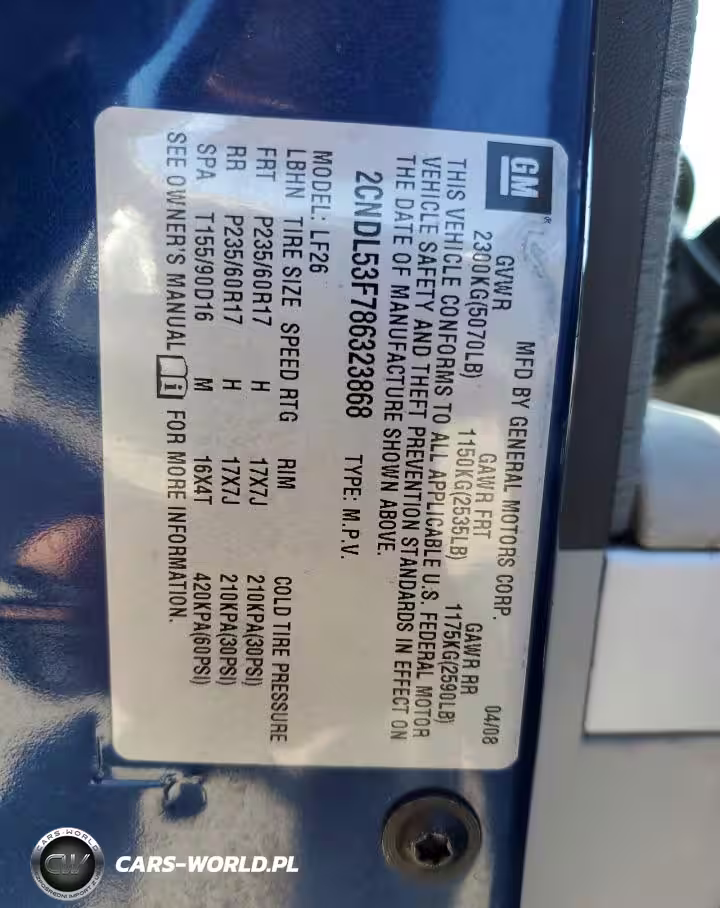 GM ®
MFD BY GENERAL MOTORS CORP. 04/08
GVWR GAWR FRT GAWR RR
2300KG(5070LB) 1150KG(2535LB) 1175KG(2590LB)
THIS VEHICLE CONFORMS TO ALL APPLICABLE U.S. FEDERAL MOTOR
VEHICLE SAFETY AND THEFT PREVENTION STANDARDS IN EFFECT ON
THE DATE OF MANUFACTURE SHOWN ABOVE.
2CNDL53F786323868 TYPE: M.P.V.
MODEL: LF26
LBHN TIRE SIZE SPEED RTG RIM COLD TIRE PRESSURE
FRT P235/60R17 H 17X7J 210KPA(30PSI)
RR P235/60R17 H 17X7J 210KPA(30PSI)
SPA T155/90D16 M 16X4T 420KPA(60PSI)
SEE OWNER'S MANUAL i FOR MORE INFORMATION.
CARS-WORLD
CW
CARS-WORLD.PL